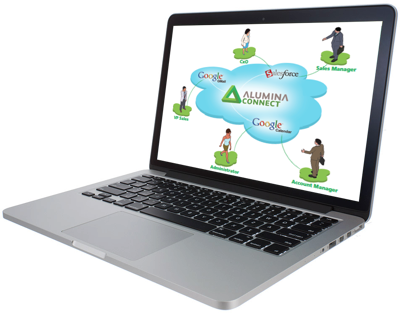 CeO
Sales Manager
Google
salesforce
ALUMINA
CONNECT
VP Sales
Google
Calendar
Administrator
Account Manager